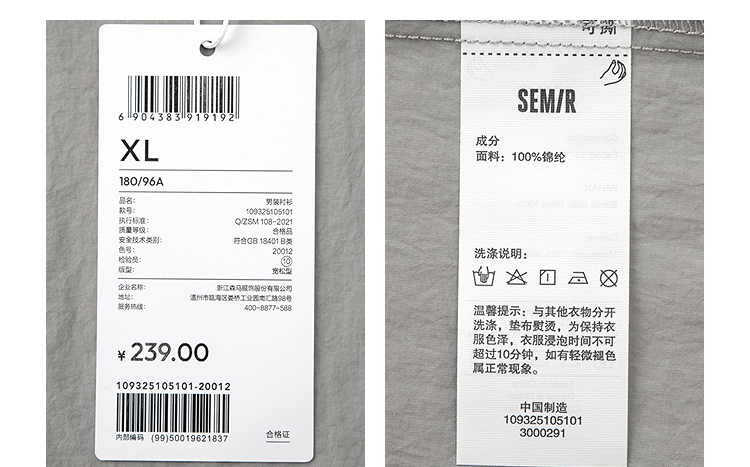 6 904383 919192
XL
180/96A
品名： 男装衬衫
款号： 109325105101
执行标准： Q/ZSM 108-2021
质量等级： 合格品
安全技术类别： 符合GB 18401 B类
色号： 20012
检验员： 10
版型： 宽松型
企业名称： 浙江森马服饰股份有限公司
地址： 温州市瓯海区娄桥工业园南汇路98号
服务热线： 400-8877-588
¥ 239.00
109325105101-20012
内部编码 (99)50019621837
合格证
可撕
SEMIR
成分
面料：100%锦纶
洗涤说明：
温馨提示：与其他衣物分开
洗涤，垫布熨烫，为保持衣
服色泽，衣服浸泡时间不可
超过10分钟，如有轻微褪色
属正常现象。
中国制造
109325105101
3000291